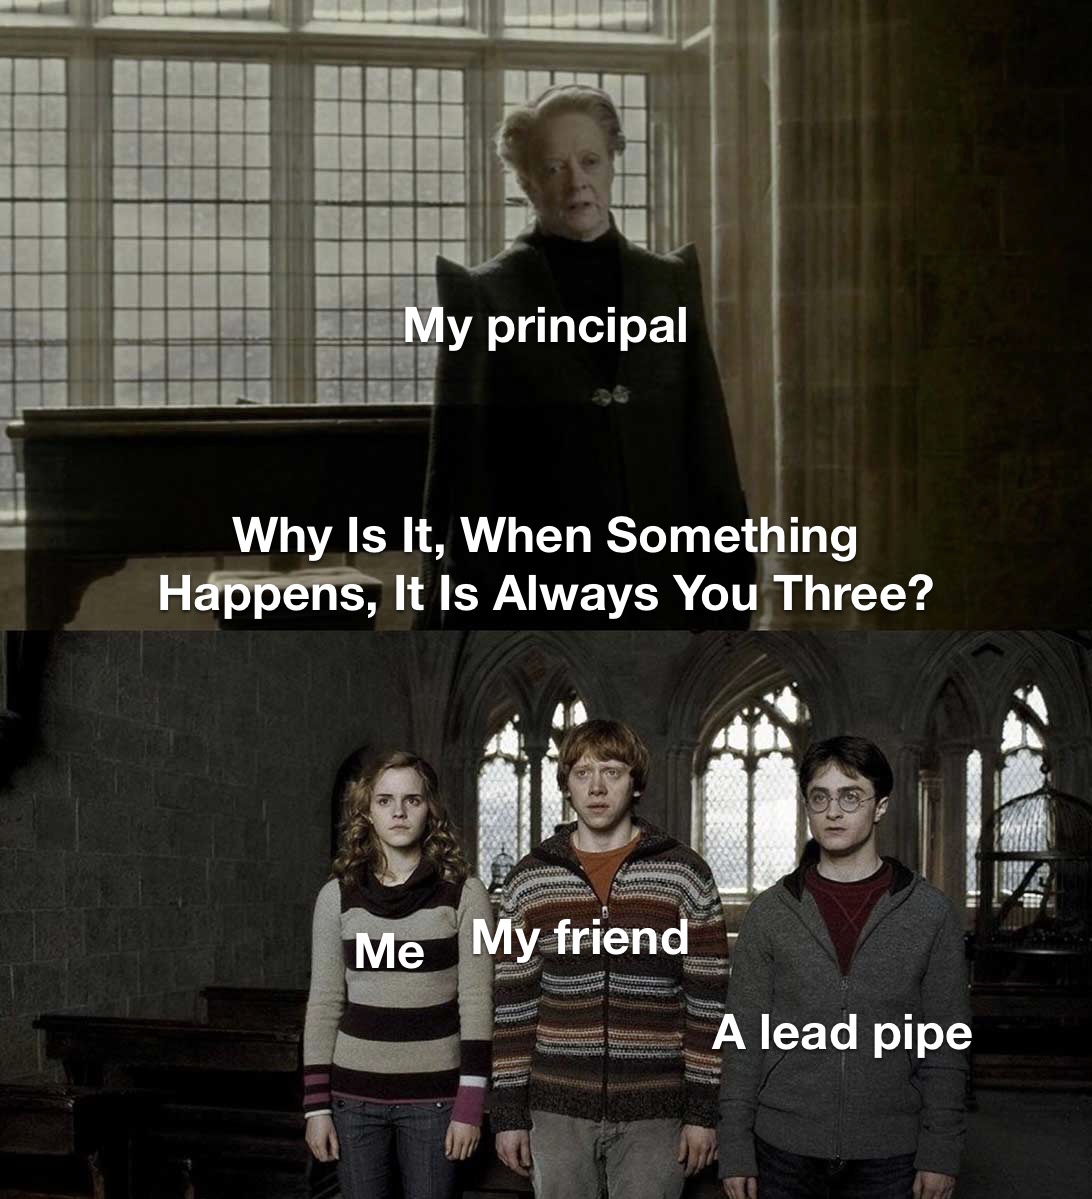 My principal
Why Is It, When Something
Happens, It Is Always You Three?
Me
My friend
A lead pipe